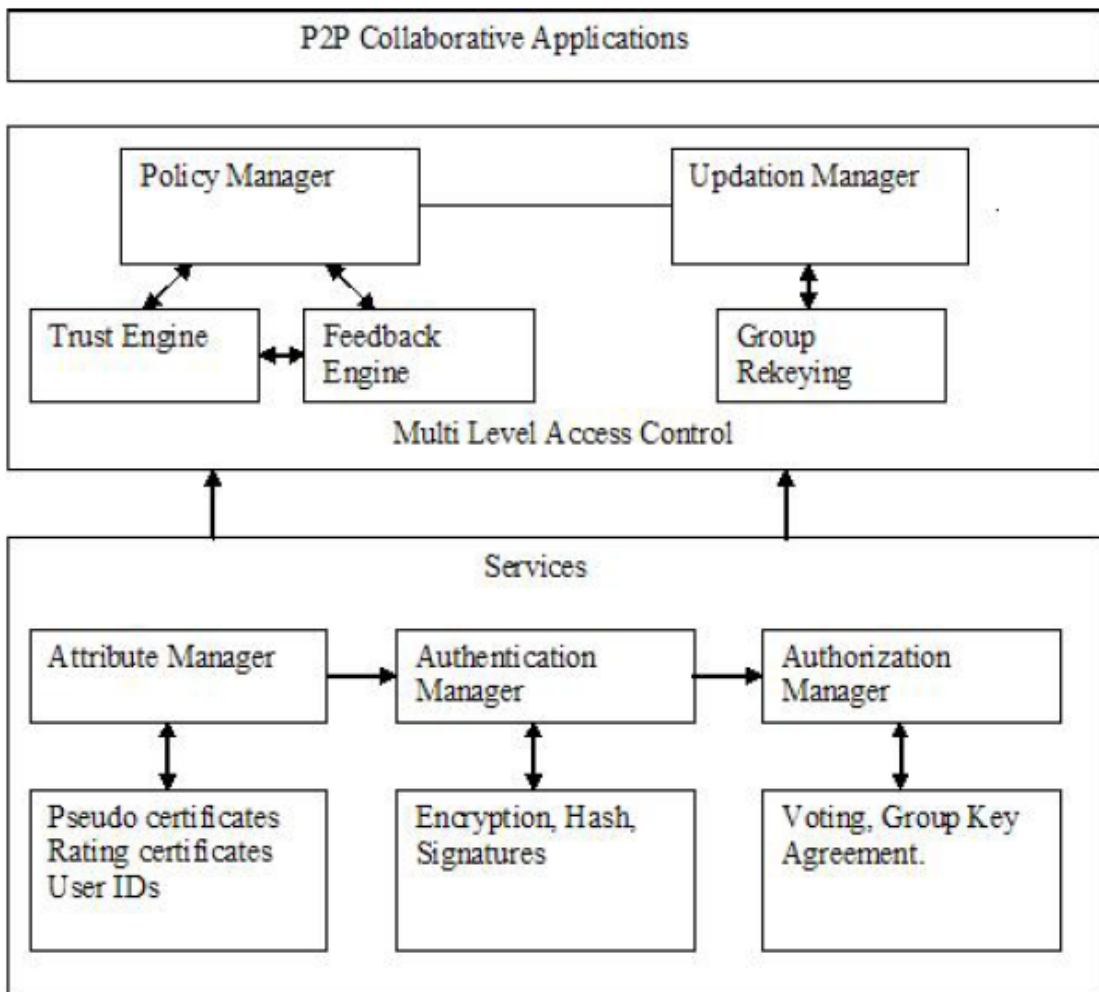 P2P Collaborative Applications
Policy Manager
Updation Manager
Trust Engine
Feedback
Engine
Group
Rekeying
Multi Level Access Control
Services
Attribute Manager
Authentication
Manager
Authorization
Manager
Pseudo certificates
Rating certificates
User IDs
Encryption, Hash,
Signatures
Voting, Group Key
Agreement.